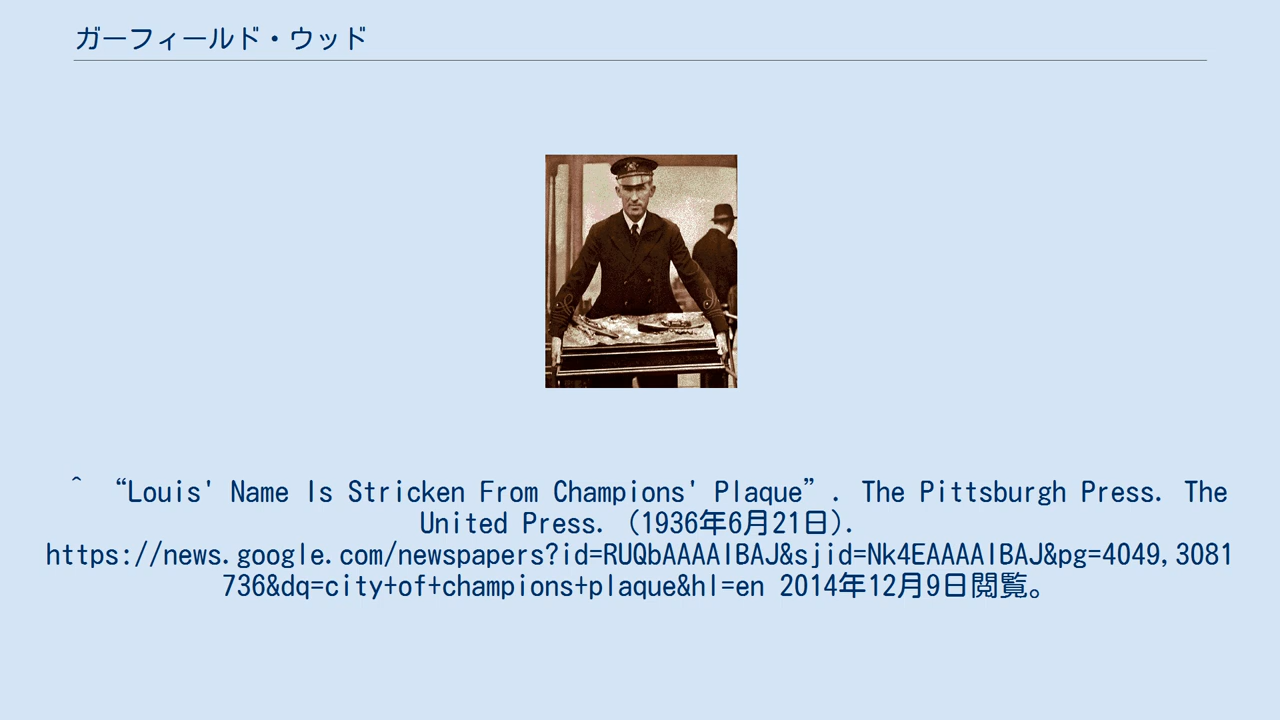 ガーフィールド・ウッド
^ “Louis' Name Is Stricken From Champions' Plaque”. The Pittsburgh Press. The
United Press. (1936年6月21日).
https://news.google.com/newspapers?id=RUQbAAAAIBAJ&sjid=Nk4EAAAAIBAJ&pg=4049,3081
736&dq=city+of+champions+plaque&hl=en 2014年12月9日閲覧。